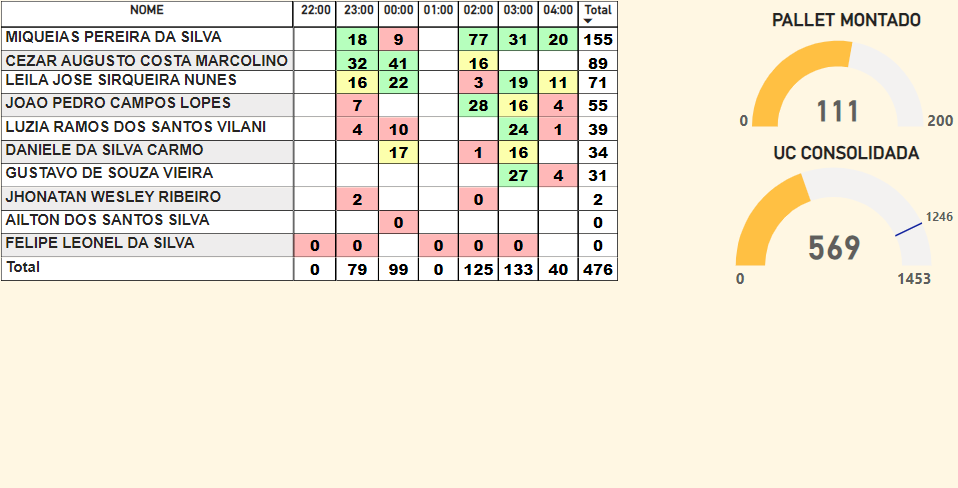 NOME 22:00 23:00 00:00 01:00 02:00 03:00 04:00 Total
MIQUEIAS PEREIRA DA SILVA 18 9 77 31 20 155
CEZAR AUGUSTO COSTA MARCOLINO 32 41 16 89
LEILA JOSE SIRQUEIRA NUNES 16 22 3 19 11 71
JOAO PEDRO CAMPOS LOPES 7 28 16 4 55
LUZIA RAMOS DOS SANTOS VILANI 4 10 24 1 39
DANIELE DA SILVA CARMO 17 1 16 34
GUSTAVO DE SOUZA VIEIRA 27 4 31
JHONATAN WESLEY RIBEIRO 2 0 2
AILTON DOS SANTOS SILVA 0 0
FELIPE LEONEL DA SILVA 0 0 0 0 0 0
Total 0 79 99 0 125 133 40 476
PALLET MONTADO
111
0 200
UC CONSOLIDADA
1246
569
0 1453